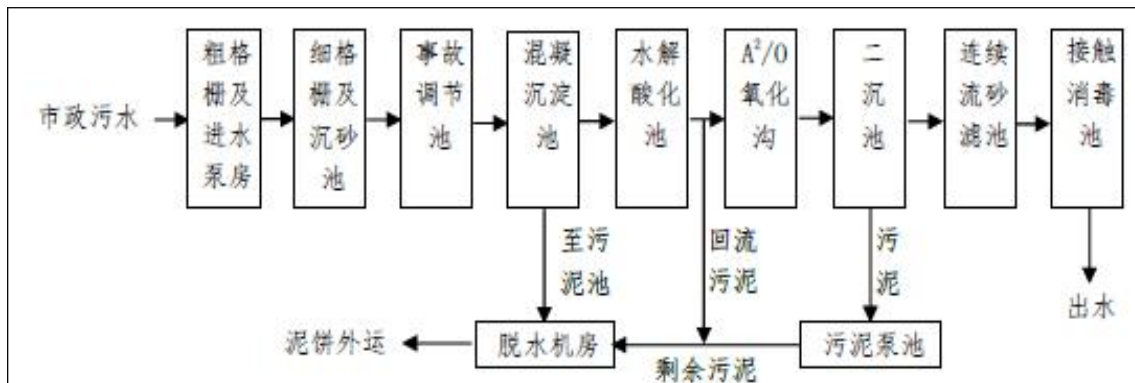 市政污水
粗格
栅及
进水
泵房
细格
栅及
沉砂
池
事故
调节
池
混凝
沉淀
池
水解
酸化
池
A²/O
氧化
沟
二
沉
池
连续
流砂
滤池
接触
消毒
池
至污
泥池
回流
污泥
污
泥
出水
泥饼外运
脱水机房
剩余污泥
污泥泵池